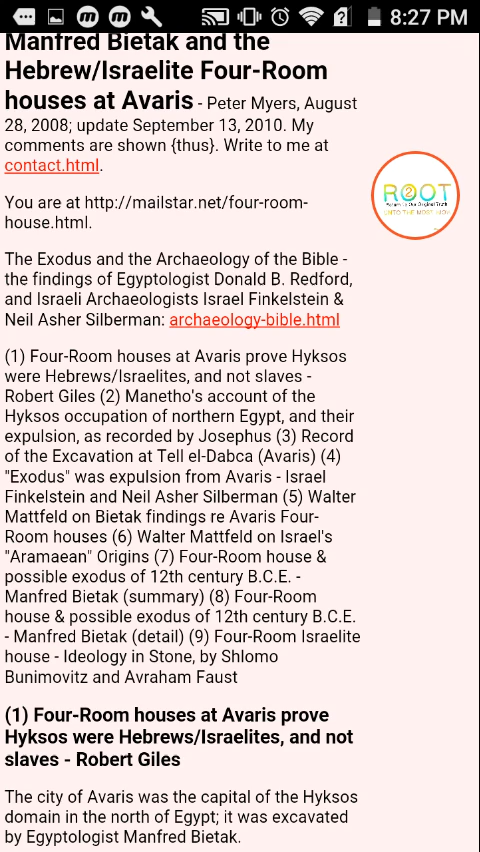 8:27 PM
Manfred Bietak and the
Hebrew/Israelite Four-Room
houses at Avaris - Peter Myers, August
28, 2008; update September 13, 2010. My
comments are shown {thus}. Write to me at
contact.html.
ROOT
2
UNTO THE MOST HIGH
You are at http://mailstar.net/four-room-
house.html.
The Exodus and the Archaeology of the Bible -
the findings of Egyptologist Donald B. Redford,
and Israeli Archaeologists Israel Finkelstein &
Neil Asher Silberman: archaeology-bible.html
(1) Four-Room houses at Avaris prove Hyksos
were Hebrews/Israelites, and not slaves -
Robert Giles (2) Manetho's account of the
Hyksos occupation of northern Egypt, and their
expulsion, as recorded by Josephus (3) Record
of the Excavation at Tell el-Dabca (Avaris) (4)
"Exodus" was expulsion from Avaris - Israel
Finkelstein and Neil Asher Silberman (5) Walter
Mattfeld on Bietak findings re Avaris Four-
Room houses (6) Walter Mattfeld on Israel's
"Aramaean" Origins (7) Four-Room house &
possible exodus of 12th century B.C.E. -
Manfred Bietak (summary) (8) Four-Room
house & possible exodus of 12th century B.C.E.
- Manfred Bietak (detail) (9) Four-Room Israelite
house - Ideology in Stone, by Shlomo
Bunimovitz and Avraham Faust
(1) Four-Room houses at Avaris prove
Hyksos were Hebrews/Israelites, and not
slaves - Robert Giles
The city of Avaris was the capital of the Hyksos
domain in the north of Egypt; it was excavated
by Egyptologist Manfred Bietak.